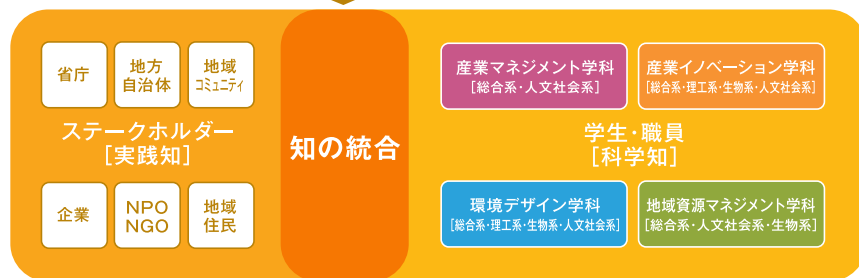 省庁
地方
自治体
地域
コミュニティ
ステークホルダー
[実践知]
企業
NPO
NGO
地域
住民
知の統合
産業マネジメント学科
[総合系・人文社会系]
産業イノベーション学科
[総合系・理工系・生物系・人文社会系]
学生・職員
[科学知]
環境デザイン学科
[総合系・理工系・生物系・人文社会系]
地域資源マネジメント学科
[総合系・人文社会系・生物系]